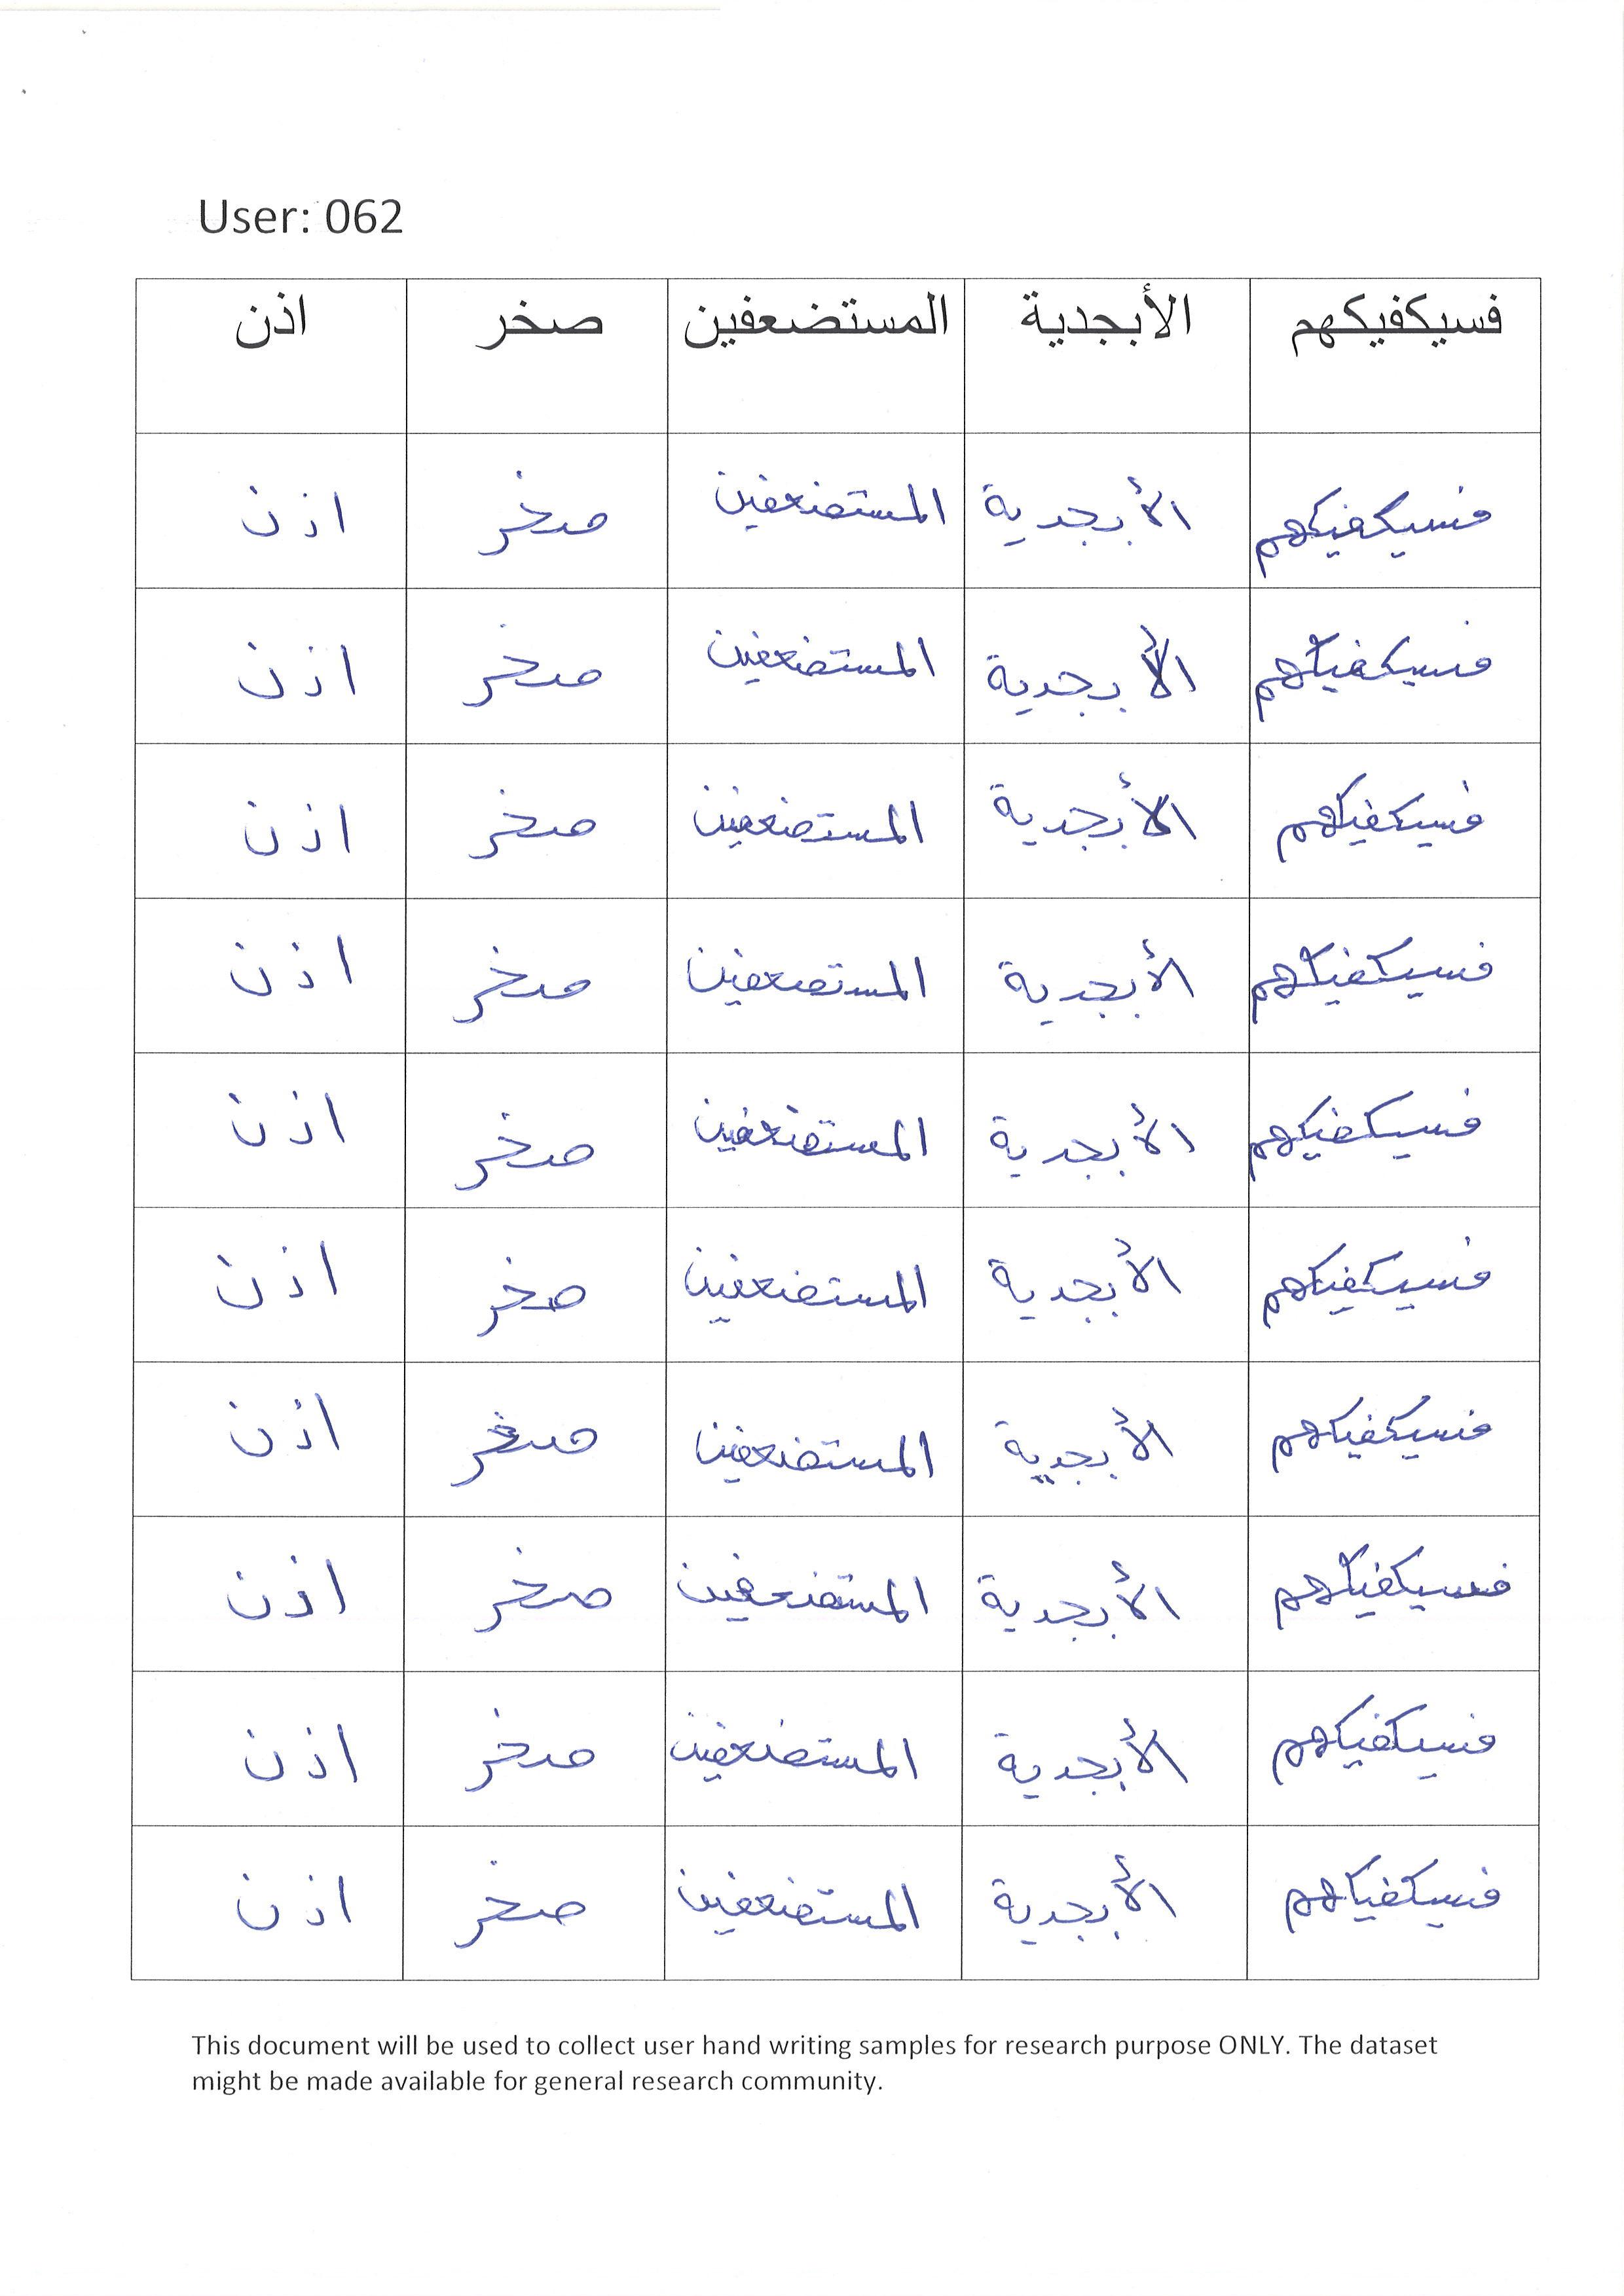 User: 062
فسيكفيكهم الأبجدية المستضعفين صخر اذن
فسيكفيكهم الأبجدية المستضعفين صخر اذن
فسيكفيكهم الأبجدية المستضعفين صخر اذن
فسيكفيكهم الأبجدية المستضعفين صخر اذن
فسيكفيكهم الأبجدية المستضعفين صخر اذن
فسيكفيكهم الأبجدية المستضعفين صخر اذن
فسيكفيكهم الأبجدية المستضعفين صخر اذن
فسيكفيكهم الأبجدية المستضعفين صخر اذن
فسيكفيكهم الأبجدية المستضعفين صخر اذن
فسيكفيكهم الأبجدية المستضعفين صخر اذن
فسيكفيكهم الأبجدية المستضعفين صخر اذن
This document will be used to collect user hand writing samples for research purpose ONLY. The dataset
might be made available for general research community.